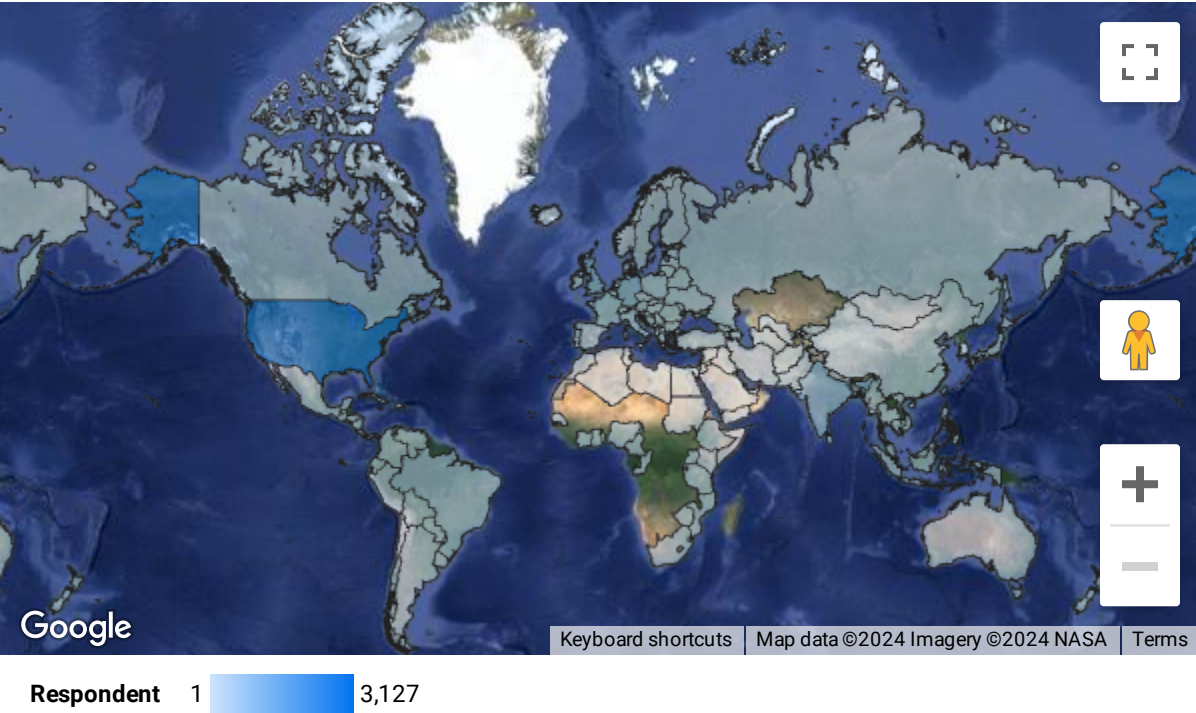 Google
Keyboard shortcuts
Map data ©2024 Imagery ©2024 NASA
Terms
Respondent 1 3,127